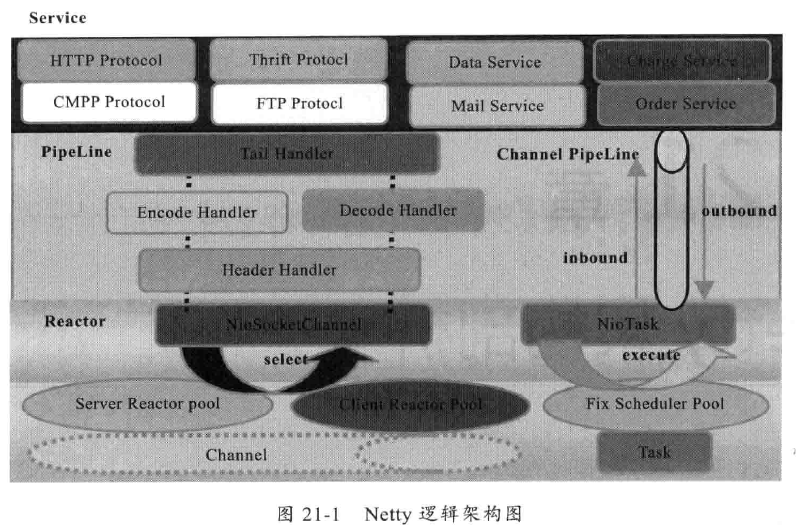 Service
HTTP Protocol
Thrift Protocl
Data Service
Charge Service
CMPP Protocol
FTP Protocl
Mail Service
Order Service
PipeLine
Tail Handler
Channel PipeLine
Encode Handler
Decode Handler
outbound
inbound
Header Handler
Reactor
NioSocketChannel
NioTask
select
execute
Server Reactor pool
Client Reactor Pool
Fix Scheduler Pool
Channel
Task
图 21-1 Netty 逻辑架构图